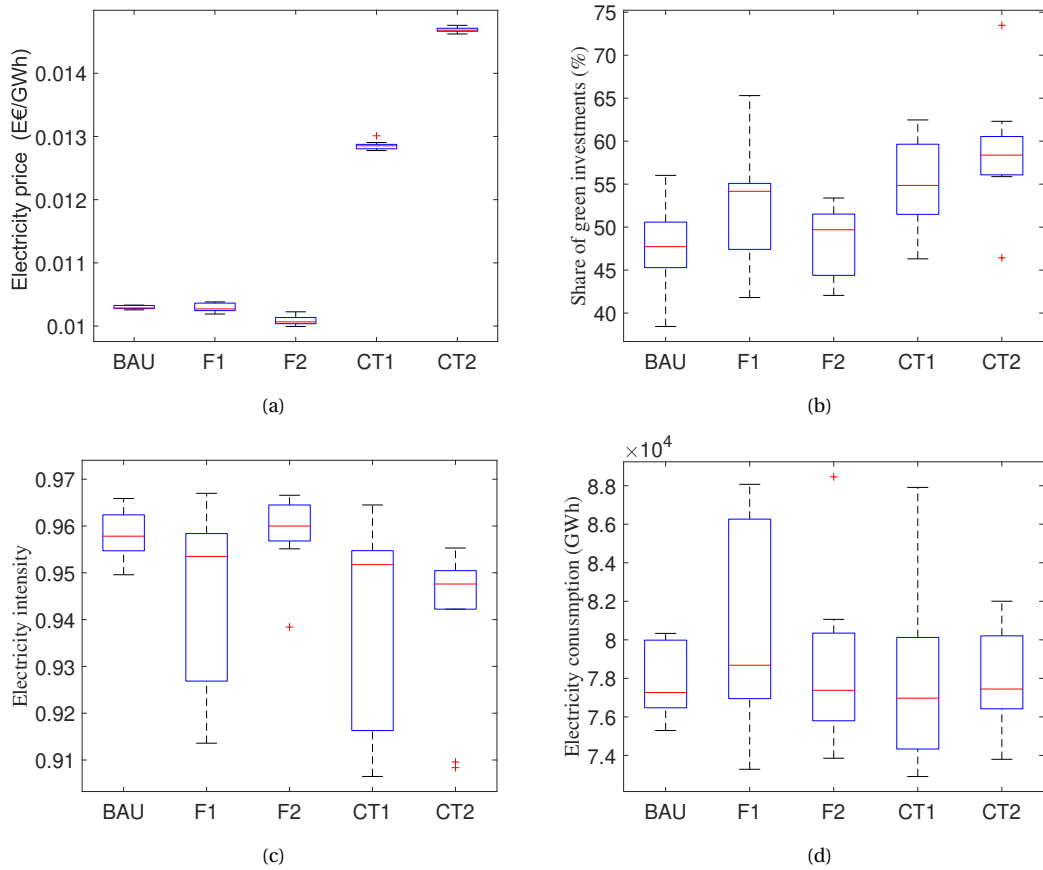 Electricity price (E€/GWh)
0.014
0.013
0.012
0.011
0.01
BAU F1 F2 CT1 CT2
(a)
Share of green investments (%)
75
70
65
60
55
50
45
40
BAU F1 F2 CT1 CT2
(b)
Electricity intensity
0.97
0.96
0.95
0.94
0.93
0.92
0.91
BAU F1 F2 CT1 CT2
(c)
×10⁴
Electricity conusmption (GWh)
8.8
8.6
8.4
8.2
8
7.8
7.6
7.4
BAU F1 F2 CT1 CT2
(d)